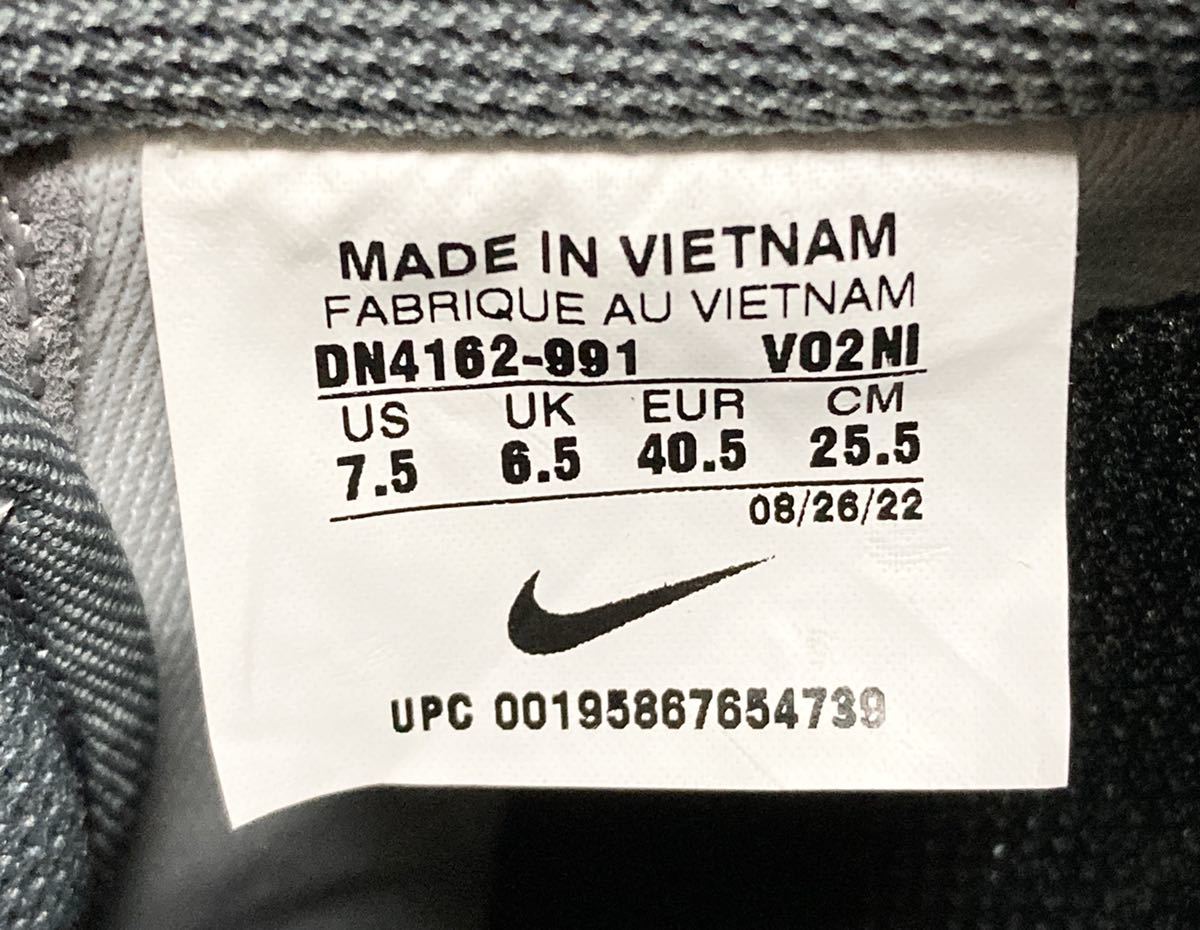 MADE IN VIETNAM
FABRIQUE AU VIETNAM
DN4162-991 VO2NI
US UK EUR CM
7.5 6.5 40.5 25.5
08/26/22
UPC 00195867654739